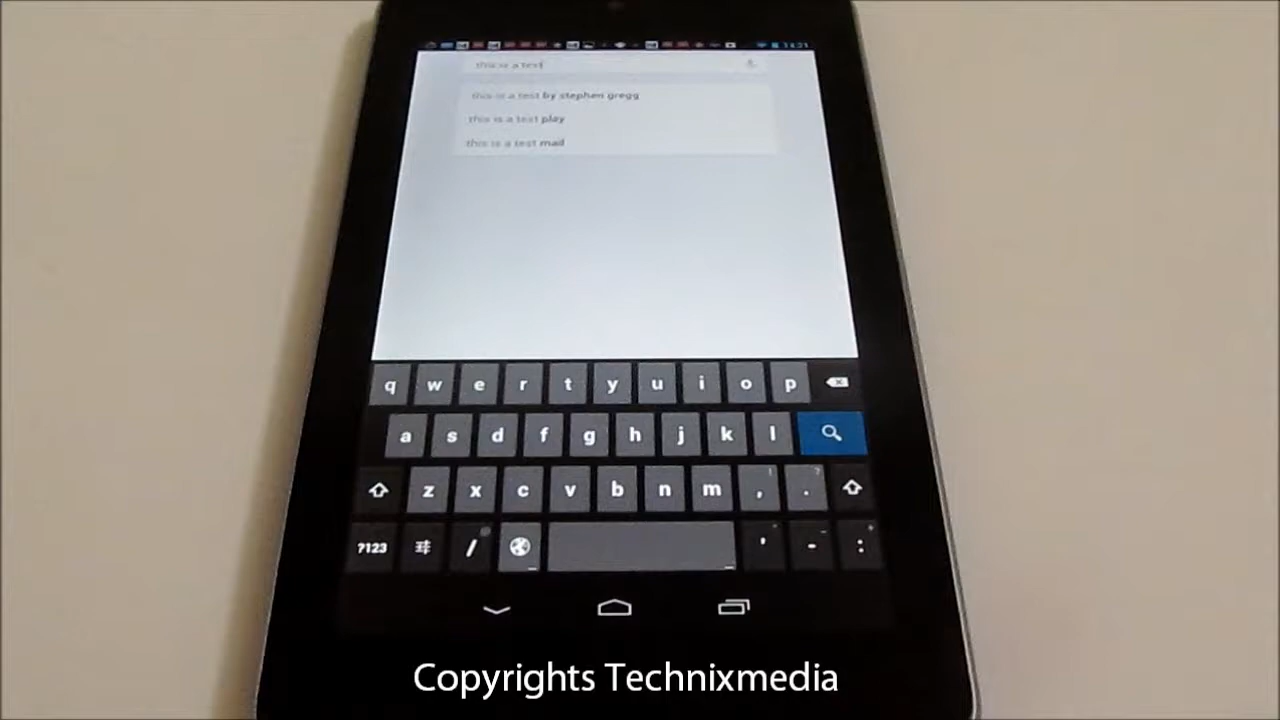 this is a test
this is a test by stephen gregg
this is a test play
this is a test mail
q w e r t y u i o p
a s d f g h j k l
z x c v b n m , ! . ?
?123 / ' - :
Copyrights Technixmedia